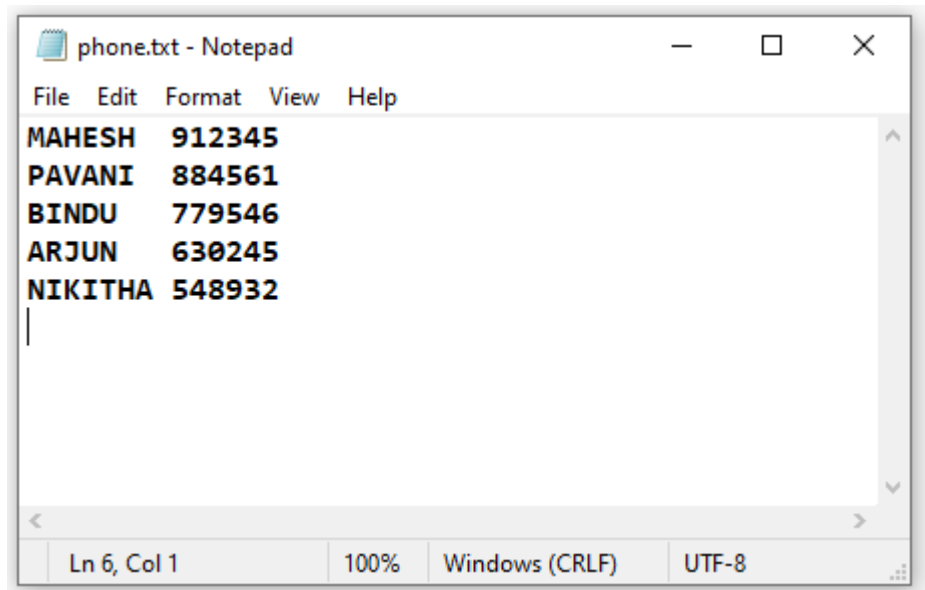 phone.txt - Notepad
File Edit Format View Help
MAHESH  912345
PAVANI  884561
BINDU   779546
ARJUN   630245
NIKITHA 548932
Ln 6, Col 1 100% Windows (CRLF) UTF-8